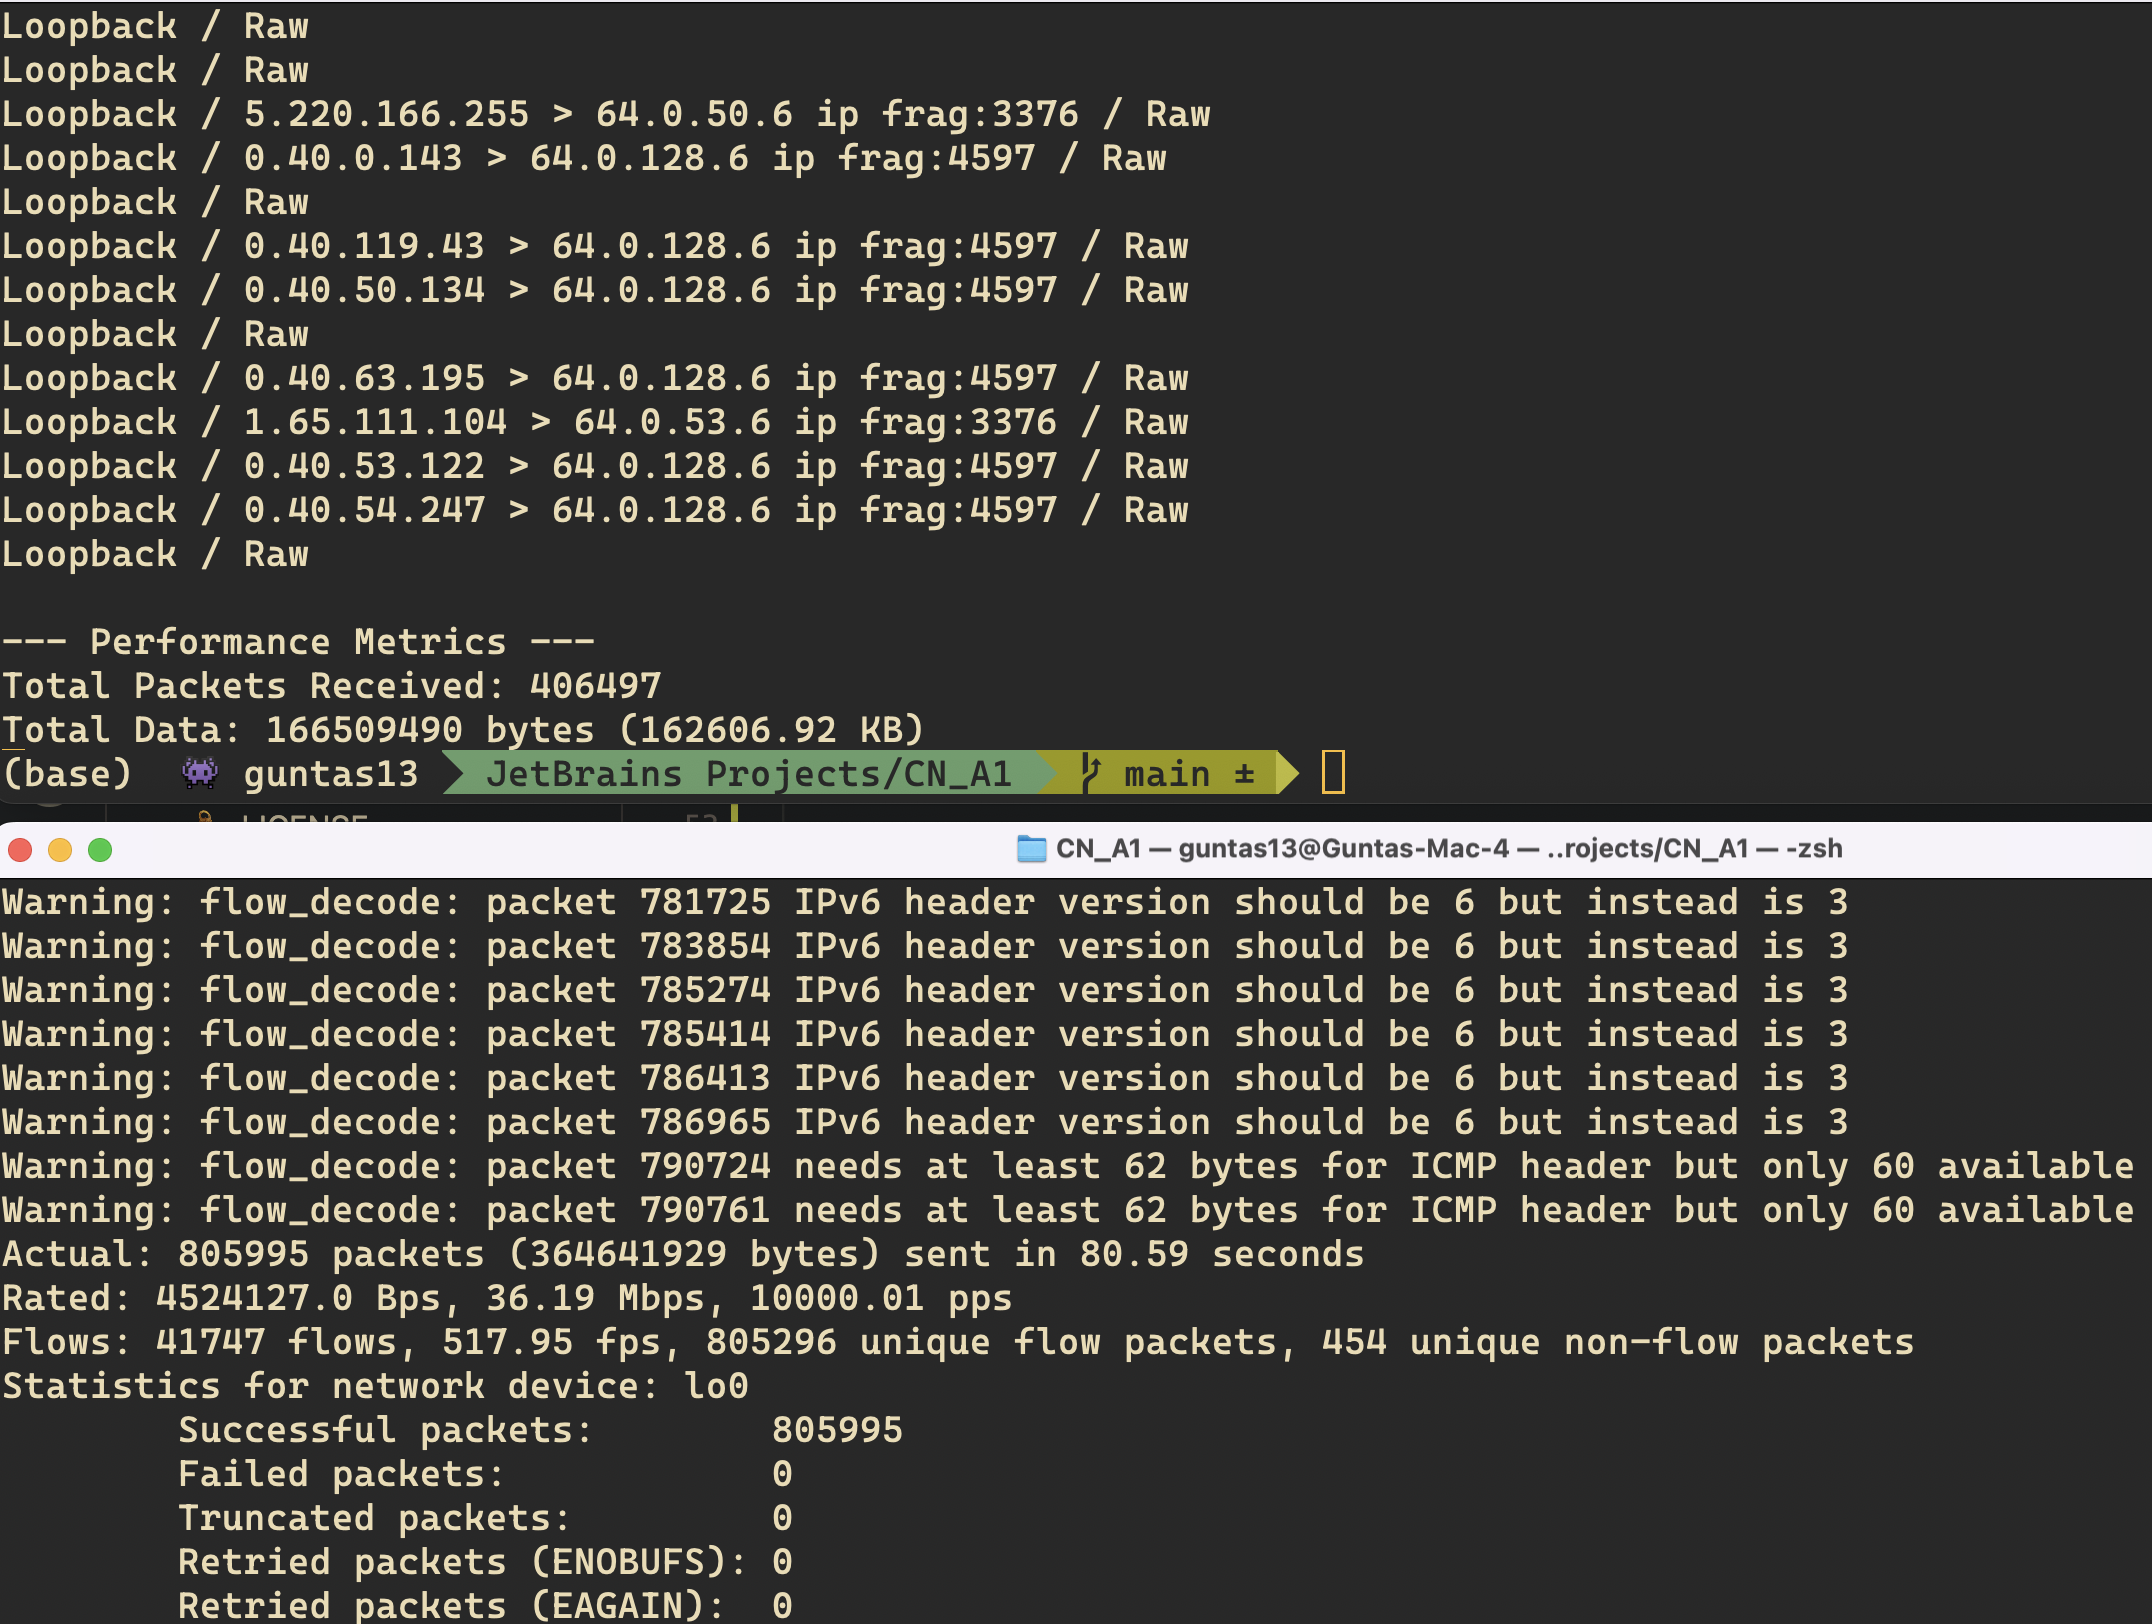 Loopback / Raw
Loopback / Raw
Loopback / 5.220.166.255 > 64.0.50.6 ip frag:3376 / Raw
Loopback / 0.40.0.143 > 64.0.128.6 ip frag:4597 / Raw
Loopback / Raw
Loopback / 0.40.119.43 > 64.0.128.6 ip frag:4597 / Raw
Loopback / 0.40.50.134 > 64.0.128.6 ip frag:4597 / Raw
Loopback / Raw
Loopback / 0.40.63.195 > 64.0.128.6 ip frag:4597 / Raw
Loopback / 1.65.111.104 > 64.0.53.6 ip frag:3376 / Raw
Loopback / 0.40.53.122 > 64.0.128.6 ip frag:4597 / Raw
Loopback / 0.40.54.247 > 64.0.128.6 ip frag:4597 / Raw
Loopback / Raw
--- Performance Metrics ---
Total Packets Received: 406497
Total Data: 166509490 bytes (162606.92 KB)
(base) guntas13 JetBrains Projects/CN_A1 main ±
LICENSE
CN_A1 — guntas13@Guntas-Mac-4 — ..rojects/CN_A1 — -zsh
Warning: flow_decode: packet 781725 IPv6 header version should be 6 but instead is 3
Warning: flow_decode: packet 783854 IPv6 header version should be 6 but instead is 3
Warning: flow_decode: packet 785274 IPv6 header version should be 6 but instead is 3
Warning: flow_decode: packet 785414 IPv6 header version should be 6 but instead is 3
Warning: flow_decode: packet 786413 IPv6 header version should be 6 but instead is 3
Warning: flow_decode: packet 786965 IPv6 header version should be 6 but instead is 3
Warning: flow_decode: packet 790724 needs at least 62 bytes for ICMP header but only 60 available
Warning: flow_decode: packet 790761 needs at least 62 bytes for ICMP header but only 60 available
Actual: 805995 packets (364641929 bytes) sent in 80.59 seconds
Rated: 4524127.0 Bps, 36.19 Mbps, 10000.01 pps
Flows: 41747 flows, 517.95 fps, 805296 unique flow packets, 454 unique non-flow packets
Statistics for network device: lo0
Successful packets: 805995
Failed packets: 0
Truncated packets: 0
Retried packets (ENOBUFS): 0
Retried packets (EAGAIN): 0